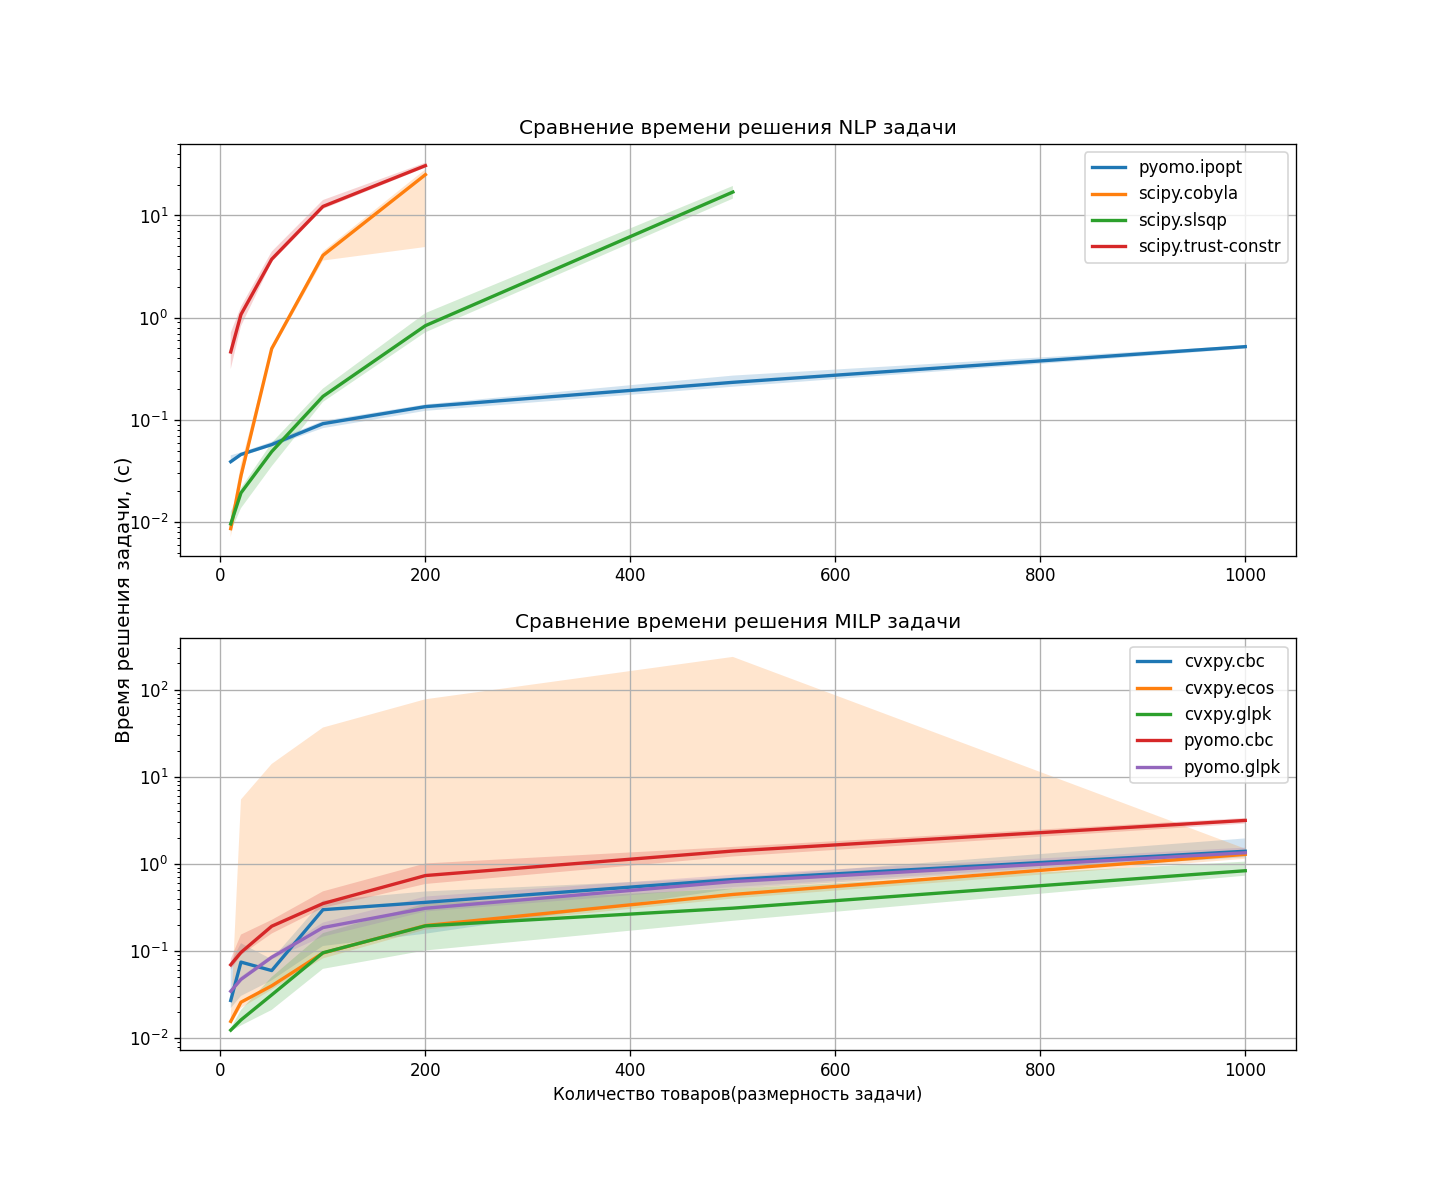 Сравнение времени решения NLP задачи
pyomo.ipopt
scipy.cobyla
scipy.slsqp
scipy.trust-constr
10¹
10⁰
10⁻¹
10⁻²
0 200 400 600 800 1000
Время решения задачи, (с)
Сравнение времени решения MILP задачи
cvxpy.cbc
cvxpy.ecos
cvxpy.glpk
pyomo.cbc
pyomo.glpk
10²
10¹
10⁰
10⁻¹
10⁻²
0 200 400 600 800 1000
Количество товаров(размерность задачи)